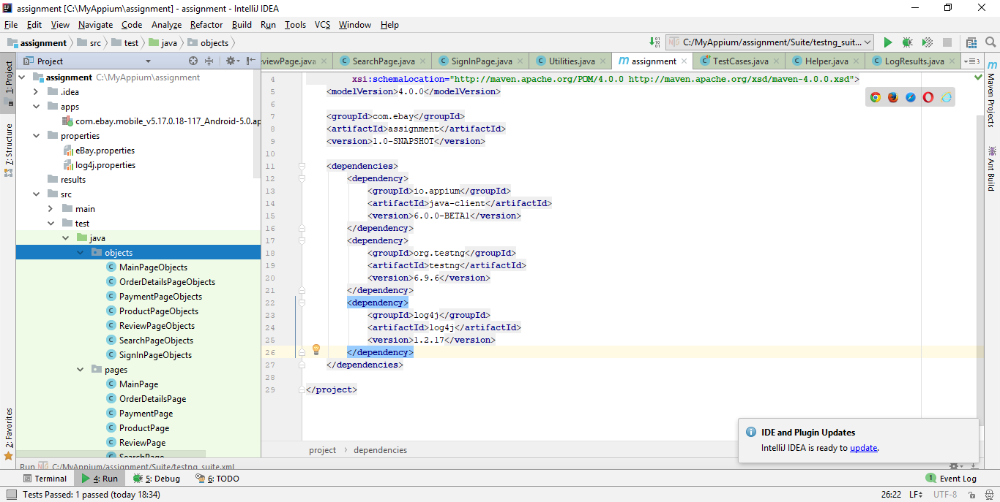 assignment [C:\MyAppium\assignment] - assignment - IntelliJ IDEA
File Edit View Navigate Code Analyze Refactor Build Run Tools VCS Window Help
assignment src test java objects C:/MyAppium/assignment/Suite/testng_suit...
Project
viewPage.java SearchPage.java SignInPage.java Utilities.java assignment TestCases.java Helper.java LogResults.java
1: Project
7: Structure
2: Favorites
assignment C:\MyAppium\assignment
.idea
apps
com.ebay.mobile_v5.17.0.18-117_Android-5.0.ap
properties
eBay.properties
log4j.properties
results
src
main
test
java
objects
MainPageObjects
OrderDetailsPageObjects
PaymentPageObjects
ProductPageObjects
ReviewPageObjects
SearchPageObjects
SignInPageObjects
pages
MainPage
OrderDetailsPage
PaymentPage
ProductPage
ReviewPage
SearchPage
4 xsi:schemaLocation="http://maven.apache.org/POM/4.0.0 http://maven.apache.org/xsd/maven-4.0.0.xsd">
5 <modelVersion>4.0.0</modelVersion>
6
7 <groupId>com.ebay</groupId>
8 <artifactId>assignment</artifactId>
9 <version>1.0-SNAPSHOT</version>
10
11 <dependencies>
12 <dependency>
13 <groupId>io.appium</groupId>
14 <artifactId>java-client</artifactId>
15 <version>6.0.0-BETA1</version>
16 </dependency>
17 <dependency>
18 <groupId>org.testng</groupId>
19 <artifactId>testng</artifactId>
20 <version>6.9.6</version>
21 </dependency>
22 <dependency>
23 <groupId>log4j</groupId>
24 <artifactId>log4j</artifactId>
25 <version>1.2.17</version>
26 </dependency>
27 </dependencies>
28
29 </project>
Maven Projects
Ant Build
project dependencies
IDE and Plugin Updates
IntelliJ IDEA is ready to update.
Run C:/MyAppium/assignment/Suite/testng_suite.xml
Terminal 4: Run 5: Debug 6: TODO 1 Event Log
Tests Passed: 1 passed (today 18:34) 26:22 LF UTF-8